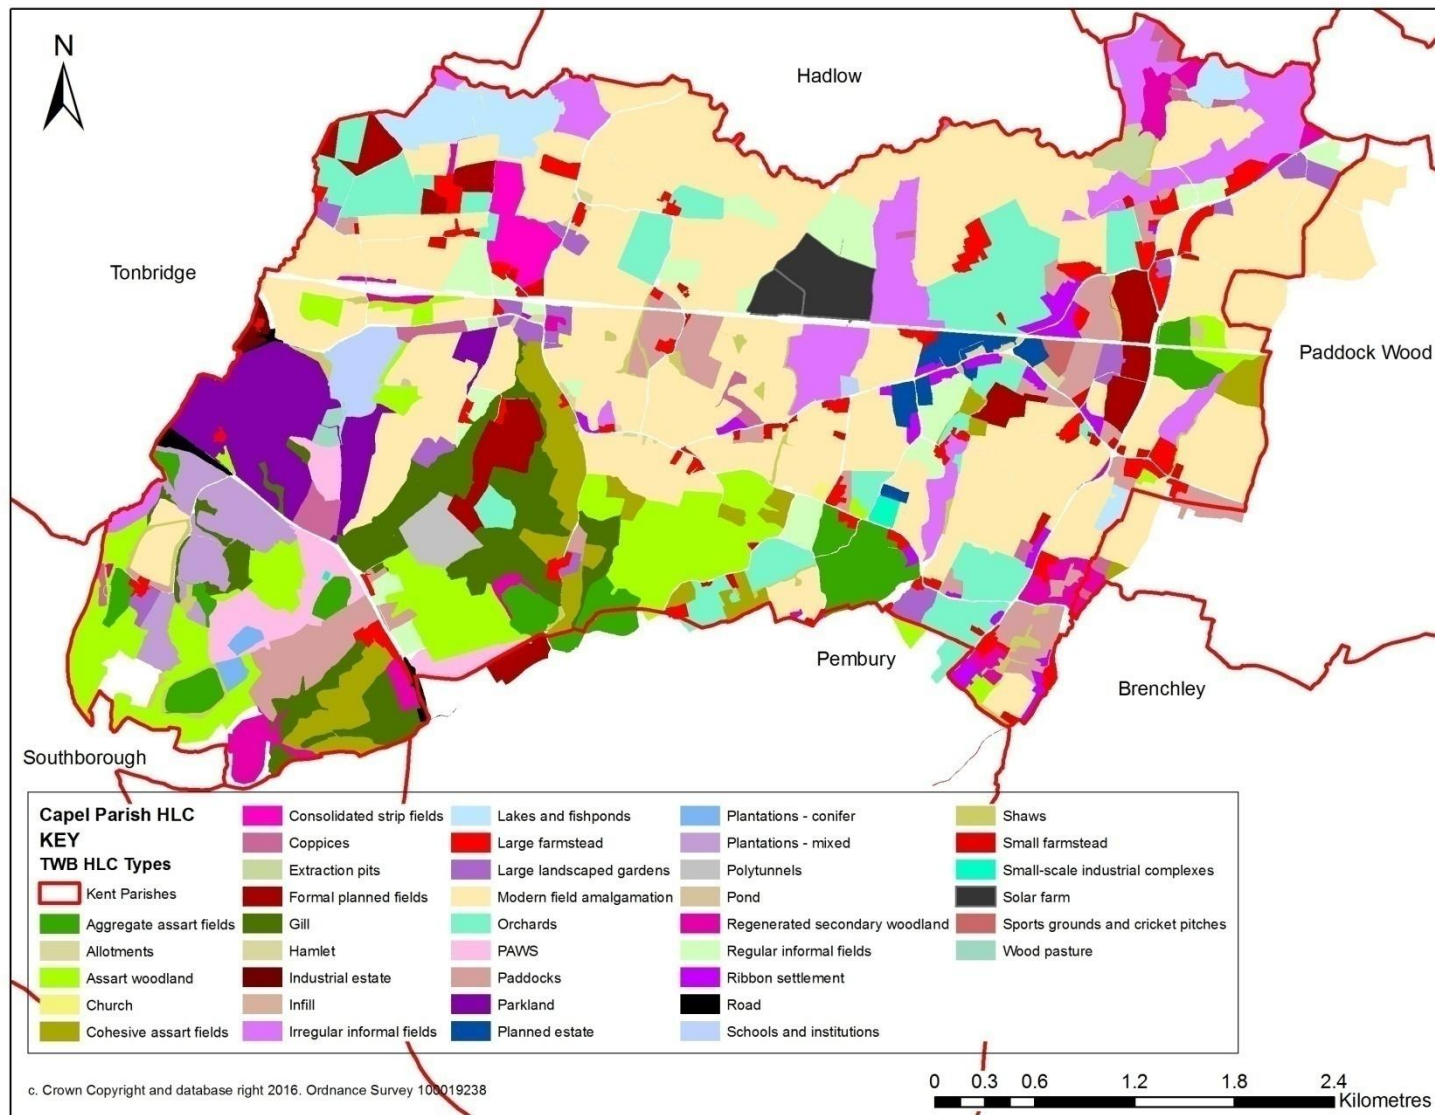 N
Hadlow
Tonbridge
Paddock Wood
Pembury
Brenchley
Southborough
Capel Parish HLC
KEY
TWB HLC Types
Kent Parishes
Aggregate assart fields
Allotments
Assart woodland
Church
Cohesive assart fields
Consolidated strip fields
Coppices
Extraction pits
Formal planned fields
Gill
Hamlet
Industrial estate
Infill
Irregular informal fields
Lakes and fishponds
Large farmstead
Large landscaped gardens
Modern field amalgamation
Orchards
PAWS
Paddocks
Parkland
Planned estate
Plantations - conifer
Plantations - mixed
Polytunnels
Pond
Regenerated secondary woodland
Regular informal fields
Ribbon settlement
Road
Schools and institutions
Shaws
Small farmstead
Small-scale industrial complexes
Solar farm
Sports grounds and cricket pitches
Wood pasture
c. Crown Copyright and database right 2016. Ordnance Survey 100019238
0 0.3 0.6 1.2 1.8 2.4
Kilometres